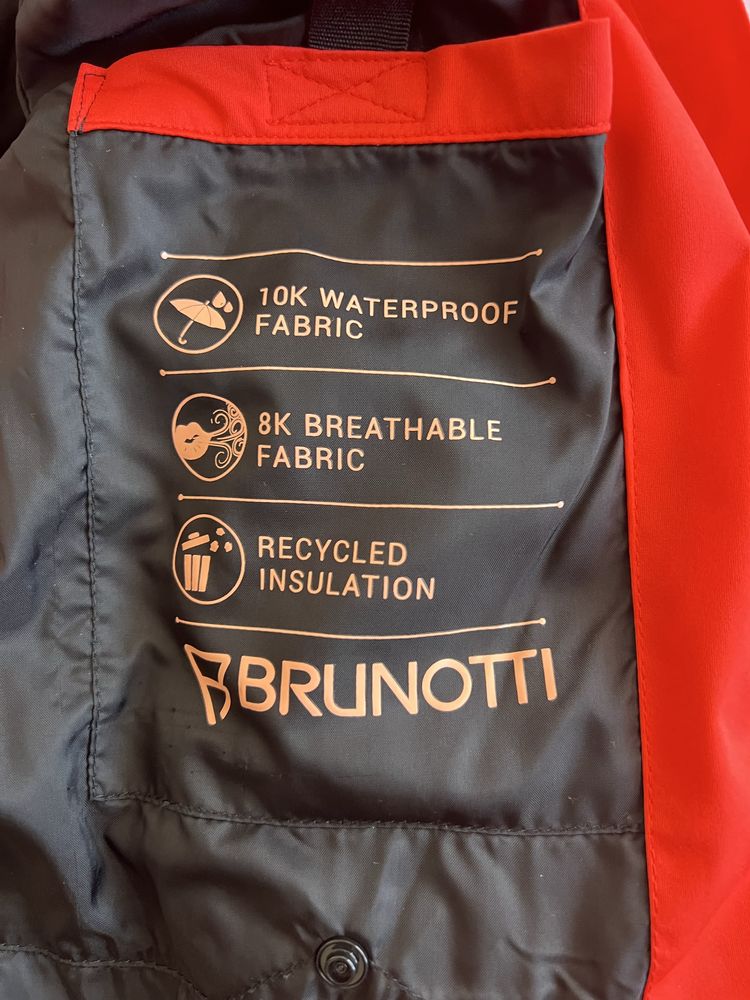 10K WATERPROOF
FABRIC
8K BREATHABLE
FABRIC
RECYCLED
INSULATION
BRUNOTTI